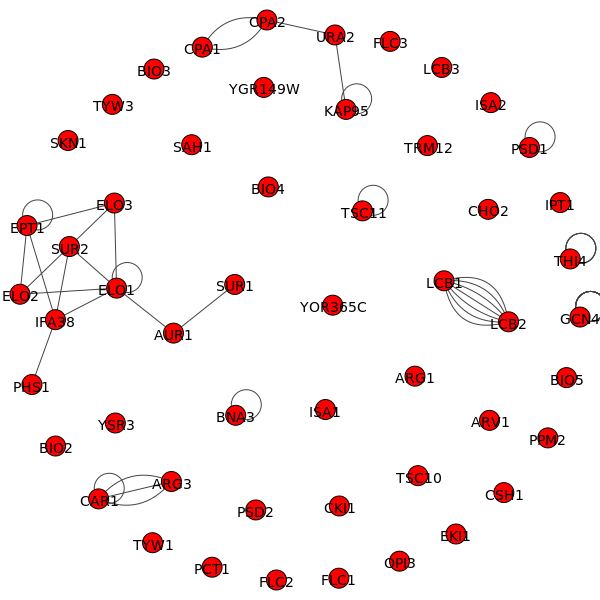 CPA2
URA2
CPA1
FLC3
BIO3
LCB3
YGR149W
TYW3
KAP95
ISA2
SKN1
SAH1
TRM12
PSD1
BIO4
ELO3
TSC11
CHO2
IPT1
EPT1
SUR2
THI4
ELO2
ELO1
SUR1
LCB1
YOR365C
IFA38
AUR1
LCB2
GCN4
PHS1
ARG1
BIO5
YSR3
BNA3
ISA1
ARV1
BIO2
PPM2
CAR1
ARG3
TSC10
CSH1
PSD2
CKI1
TYW1
EKI1
PCT1
FLC2
FLC1
OPI3